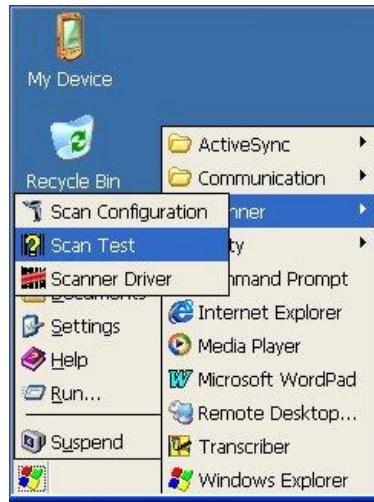 My Device
Recycle Bin
ActiveSync
Communication
nner
ty
mmand Prompt
Internet Explorer
Media Player
Microsoft WordPad
Remote Desktop...
Transcriber
Windows Explorer
Scan Configuration
Scan Test
Scanner Driver
Documents
Settings
Help
Run...
Suspend